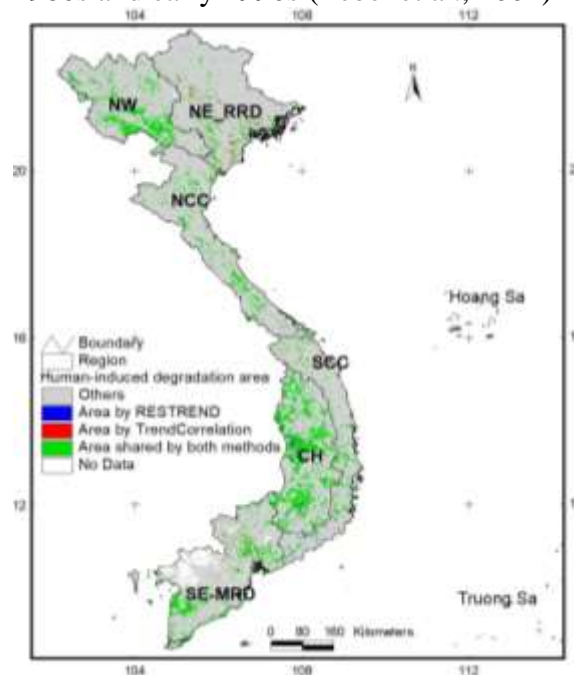 and early
104
108
112
N
NW
NE_RRD
20
NCC
Hoang Sa
16
Boundary
Region
SCC
Human-induced degradation area
Others
Area by RESTREND
Area by TrendCorrelation
Area shared by both methods
CH
No Data
12
SE-MRD
Truong Sa
0 80 160 Kilometers
104
108
112